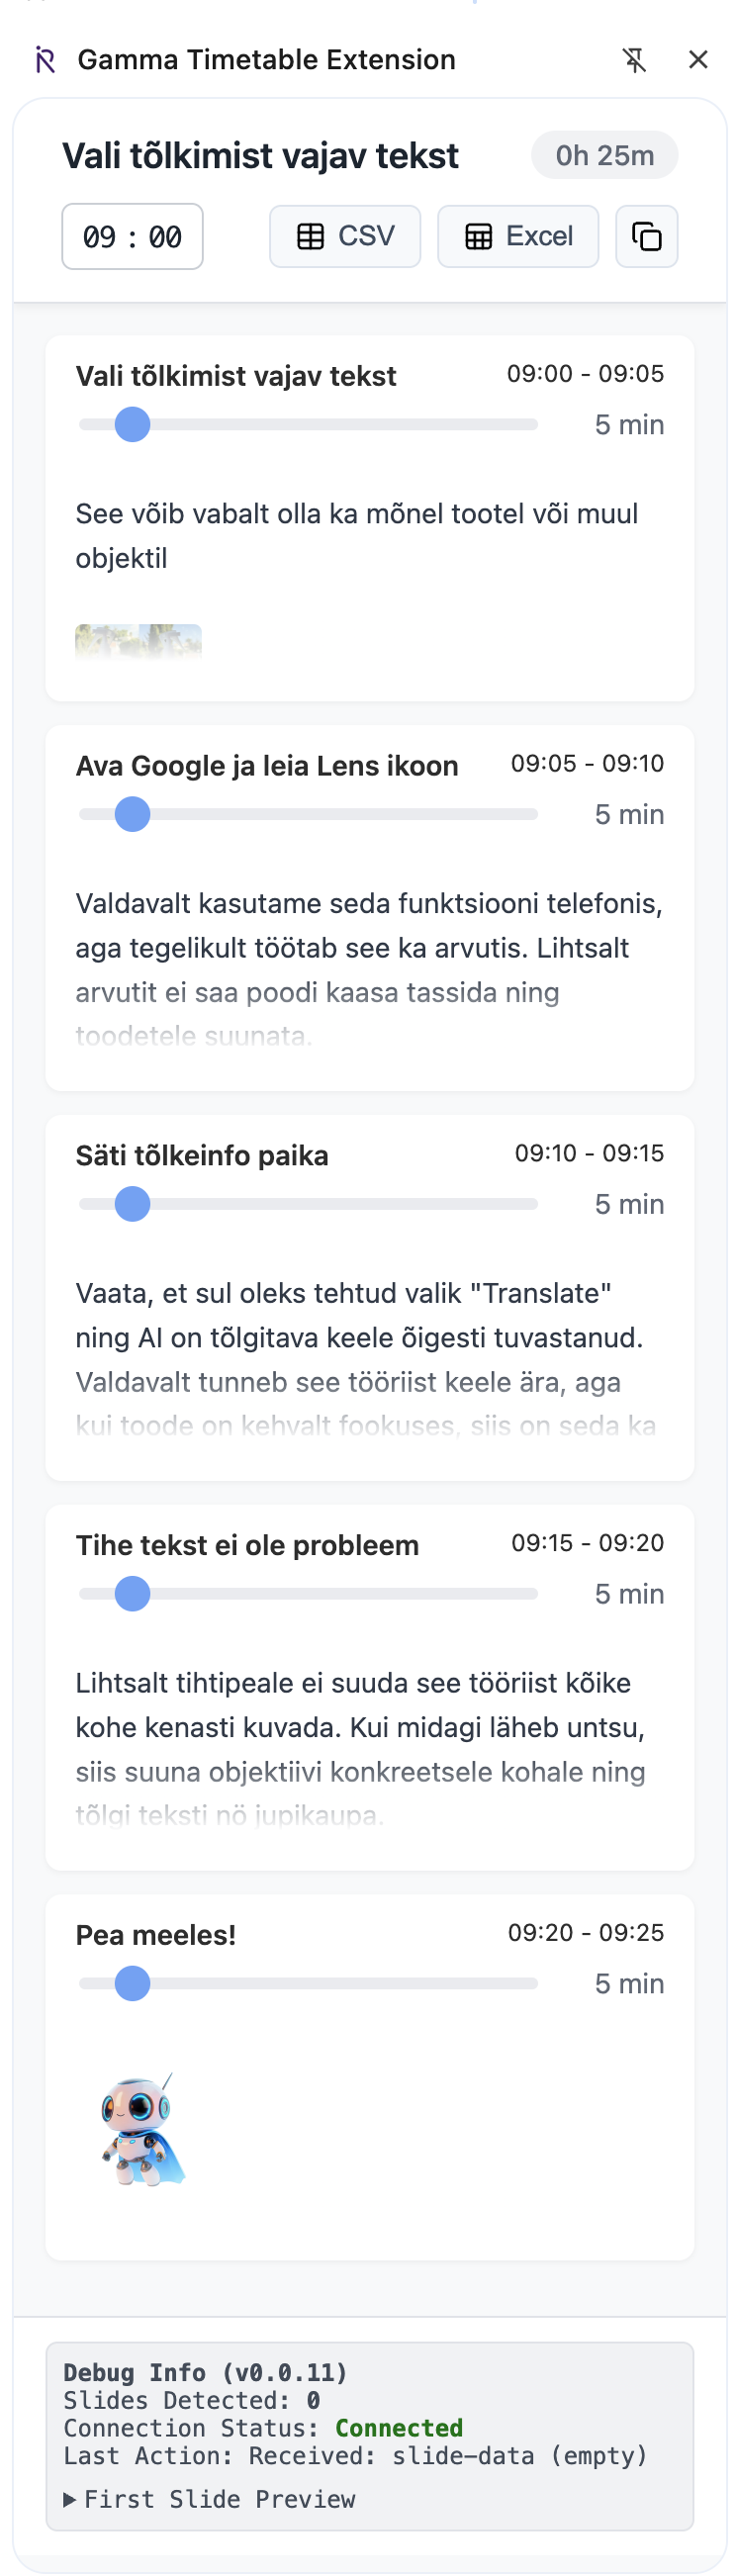 Gamma Timetable Extension
Vali tõlkimist vajav tekst
0h 25m
09 : 00
CSV
Excel
Vali tõlkimist vajav tekst
09:00 - 09:05
5 min
See võib vabalt olla ka mõnel tootel või muul
objektil
Ava Google ja leia Lens ikoon
09:05 - 09:10
5 min
Valdavalt kasutame seda funktsiooni telefonis,
aga tegelikult töötab see ka arvutis. Lihtsalt
arvutit ei saa poodi kaasa tassida ning
toodetele suunata.
Säti tõlkeinfo paika
09:10 - 09:15
5 min
Vaata, et sul oleks tehtud valik "Translate"
ning AI on tõlgitava keele õigesti tuvastanud.
Valdavalt tunneb see tööriist keele ära, aga
kui toode on kehvalt fookuses, siis on seda ka
Tihe tekst ei ole probleem
09:15 - 09:20
5 min
Lihtsalt tihtipeale ei suuda see tööriist kõike
kohe kenasti kuvada. Kui midagi läheb untsu,
siis suuna objektiivi konkreetsele kohale ning
tõlgi teksti nö jupikaupa.
Pea meeles!
09:20 - 09:25
5 min
Debug Info (v0.0.11)
Slides Detected: 0
Connection Status: Connected
Last Action: Received: slide-data (empty)
First Slide Preview